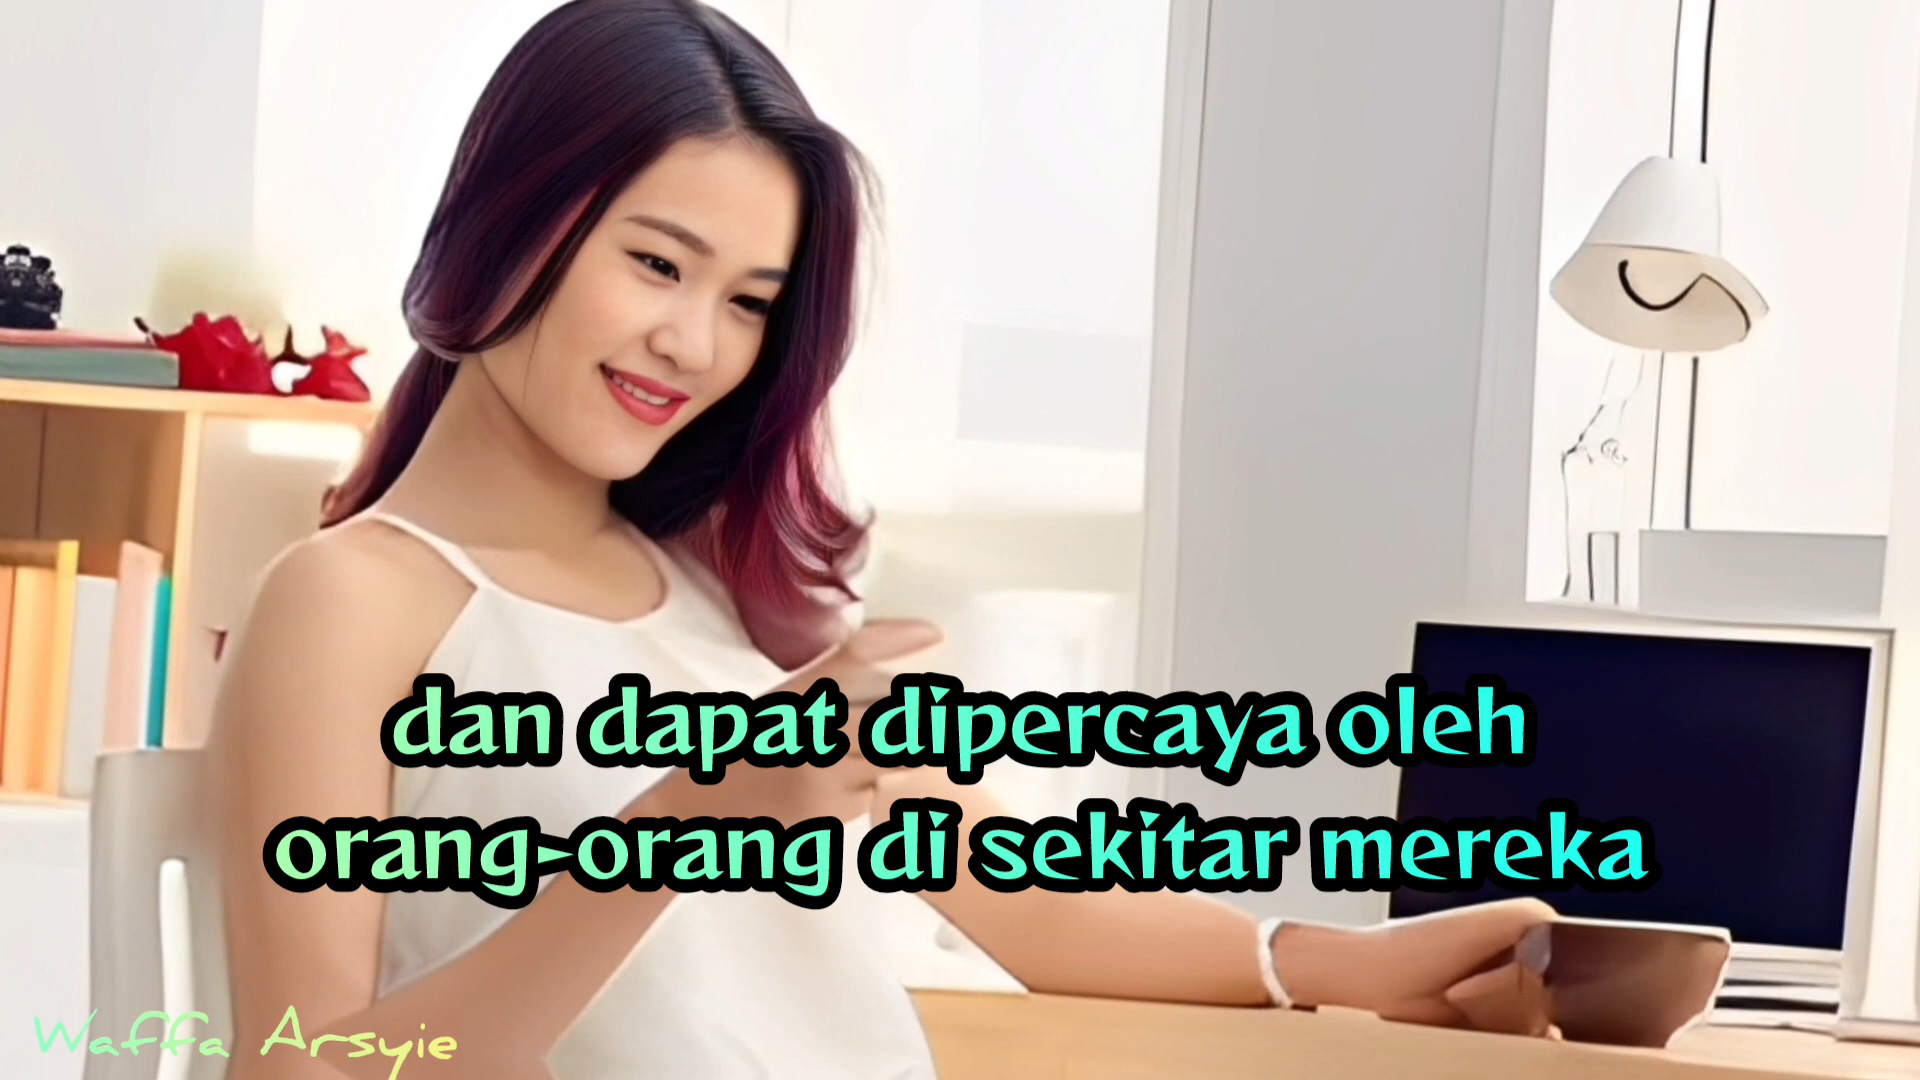 dan dapat dipercaya oleh
orang-orang di sekitar mereka
Waffa Arsyie